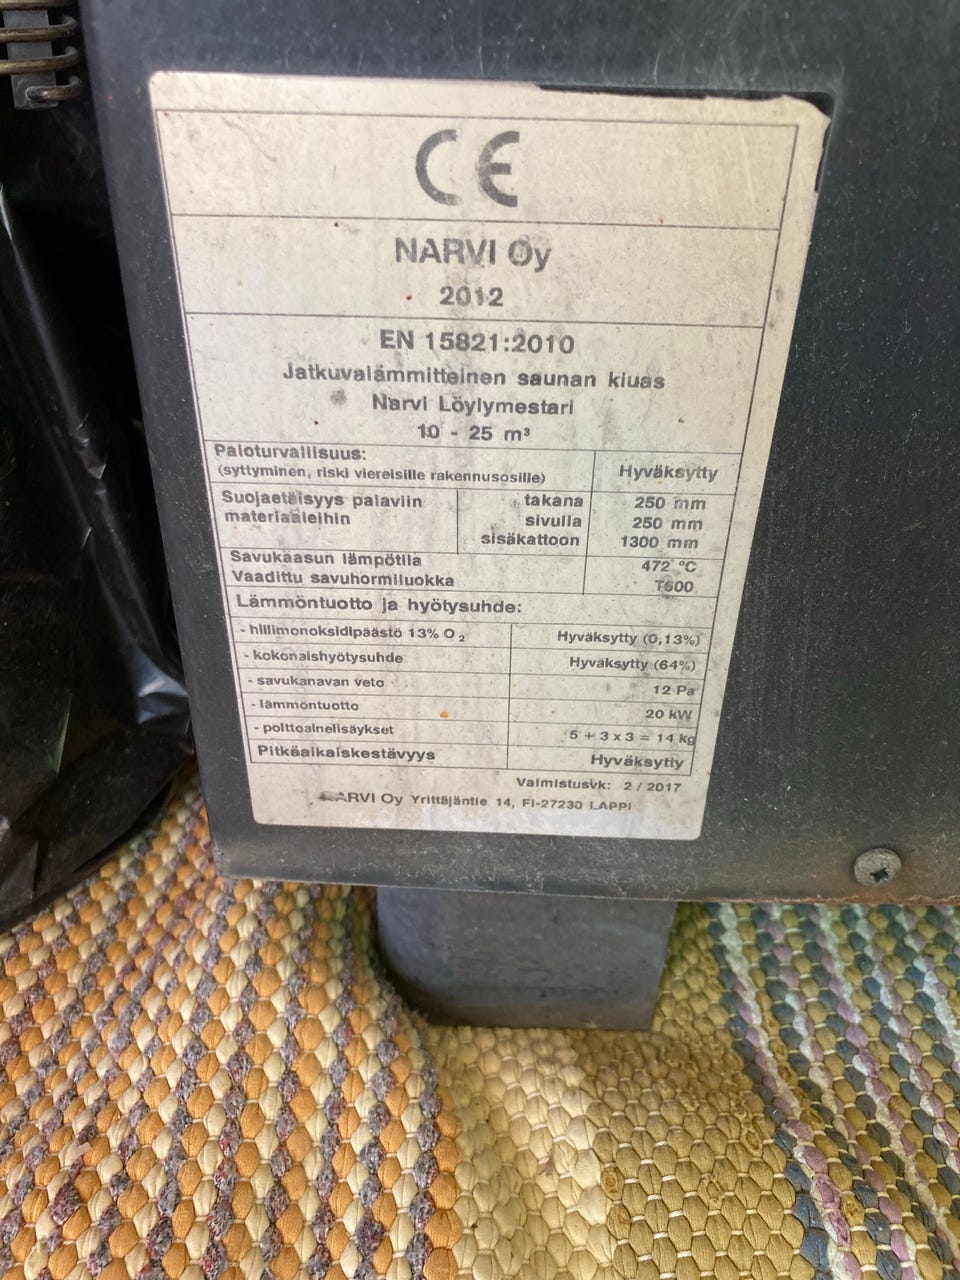 CE
NARVI Oy
2012
EN 15821:2010
Jatkuvalämmitteinen saunan kiuas
Narvi Löylymestari
10 - 25 m³
Paloturvallisuus:
(syttyminen, riski viereisille rakennusosille) Hyväksytty
Suojaetäisyys palaviin takana 250 mm
materiaaleihin sivulla 250 mm
sisäkattoon 1300 mm
Savukaasun lämpötila 472 °C
Vaadittu savuhormiluokka T600
Lämmöntuotto ja hyötysuhde:
- hiilimonoksidipäästö 13% O₂ Hyväksytty (0,13%)
- kokonaishyötysuhde Hyväksytty (64%)
- savukanavan veto 12 Pa
- lämmöntuotto 20 kW
- polttoainelisäykset 5 + 3 x 3 = 14 kg
Pitkäaikaiskestävyys Hyväksytty
Valmistusvk: 2 / 2017
NARVI Oy Yrittäjäntie 14, FI-27230 LAPPI